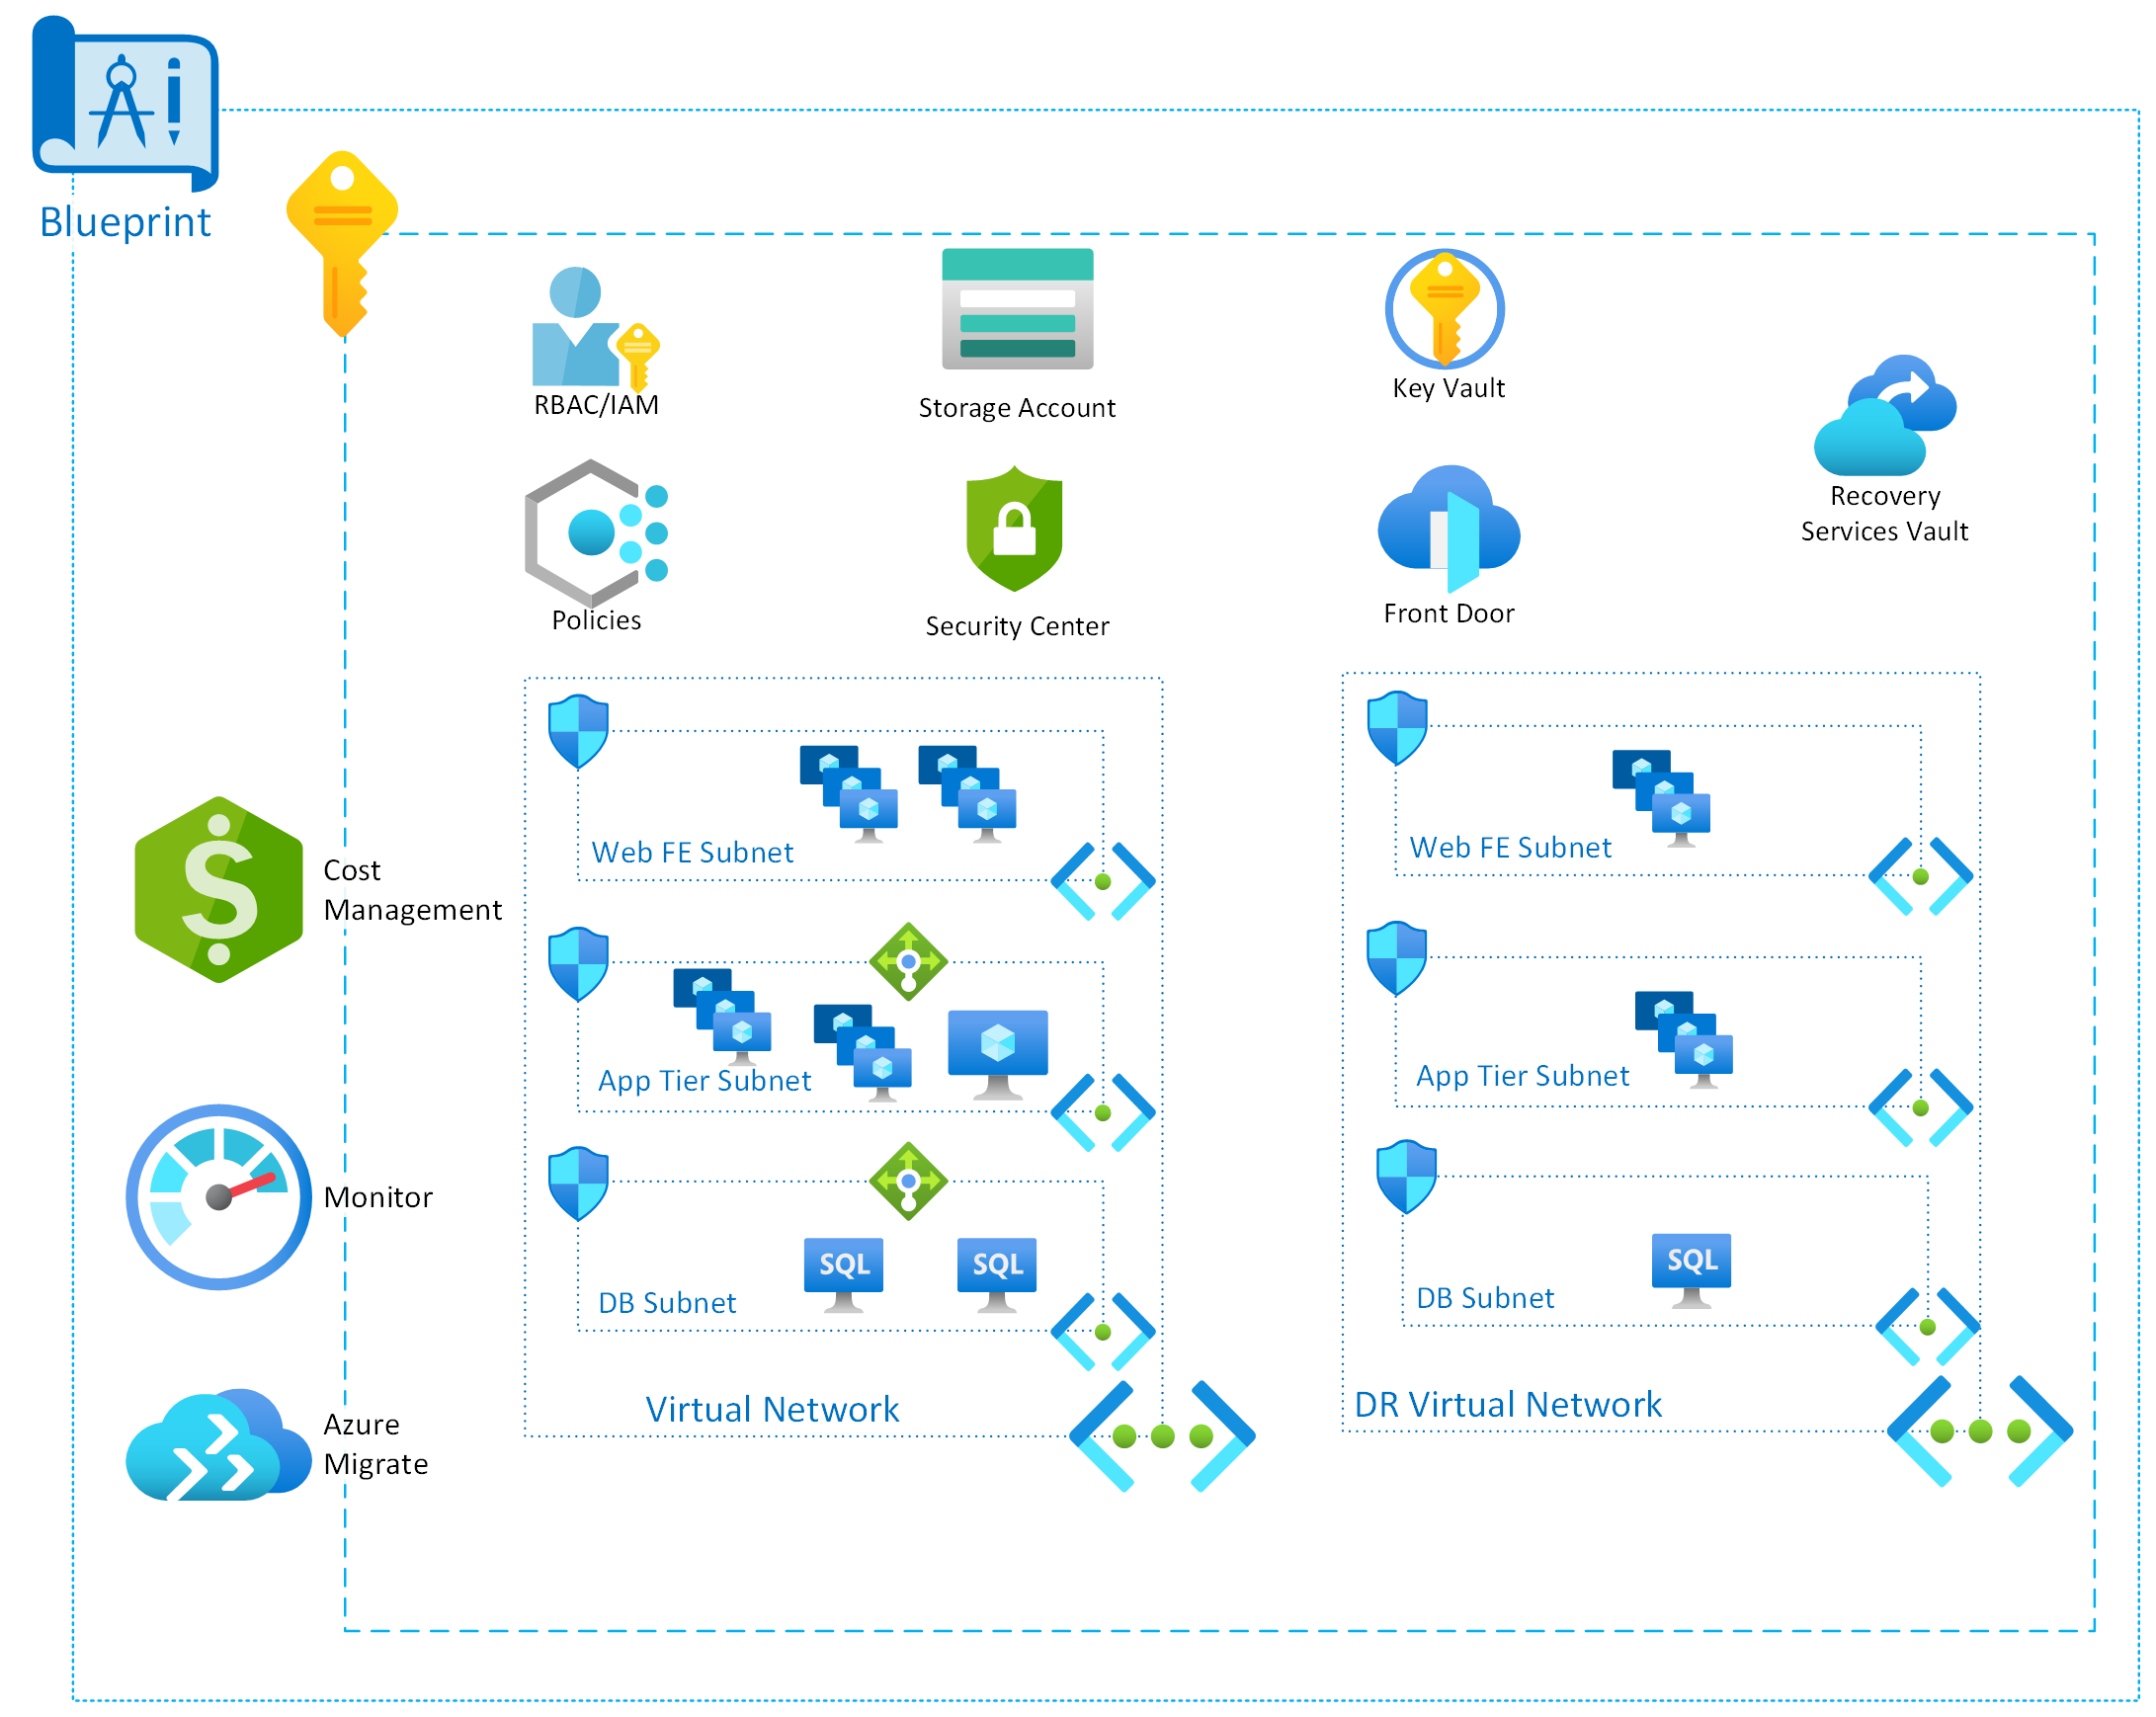 Blueprint
RBAC/IAM
Storage Account
Key Vault
Recovery
Services Vault
Policies
Security Center
Front Door
Cost
Management
Monitor
Azure
Migrate
Web FE Subnet
App Tier Subnet
SQL
SQL
DB Subnet
Virtual Network
Web FE Subnet
App Tier Subnet
SQL
DB Subnet
DR Virtual Network